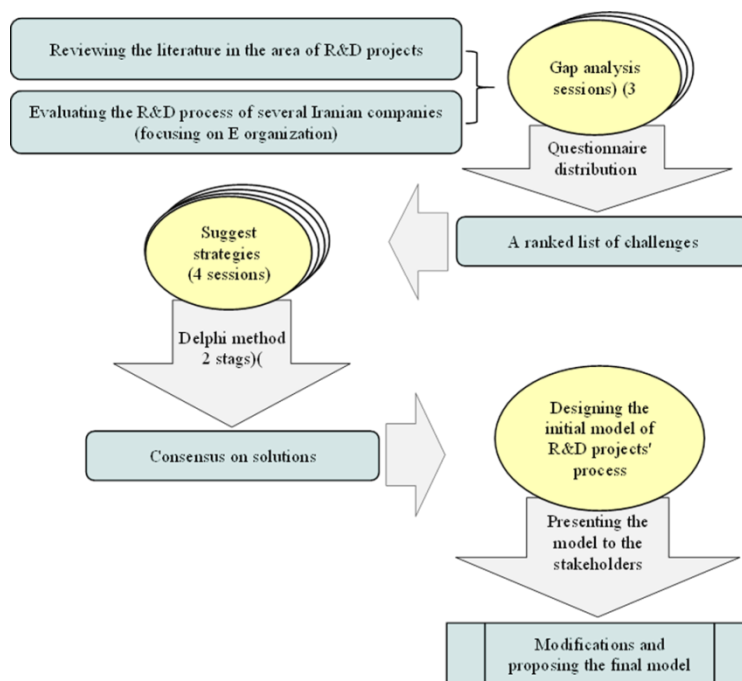 Reviewing the literature in the area of R&D projects
Evaluating the R&D process of several Iranian companies
(focusing on E organization)
Gap analysis
sessions) (3
Questionnaire
distribution
A ranked list of challenges
Suggest
strategies
(4 sessions)
Delphi method
2 stags)(
Consensus on solutions
Designing the
initial model of
R&D projects'
process
Presenting the
model to the
stakeholders
Modifications and
proposing the final model